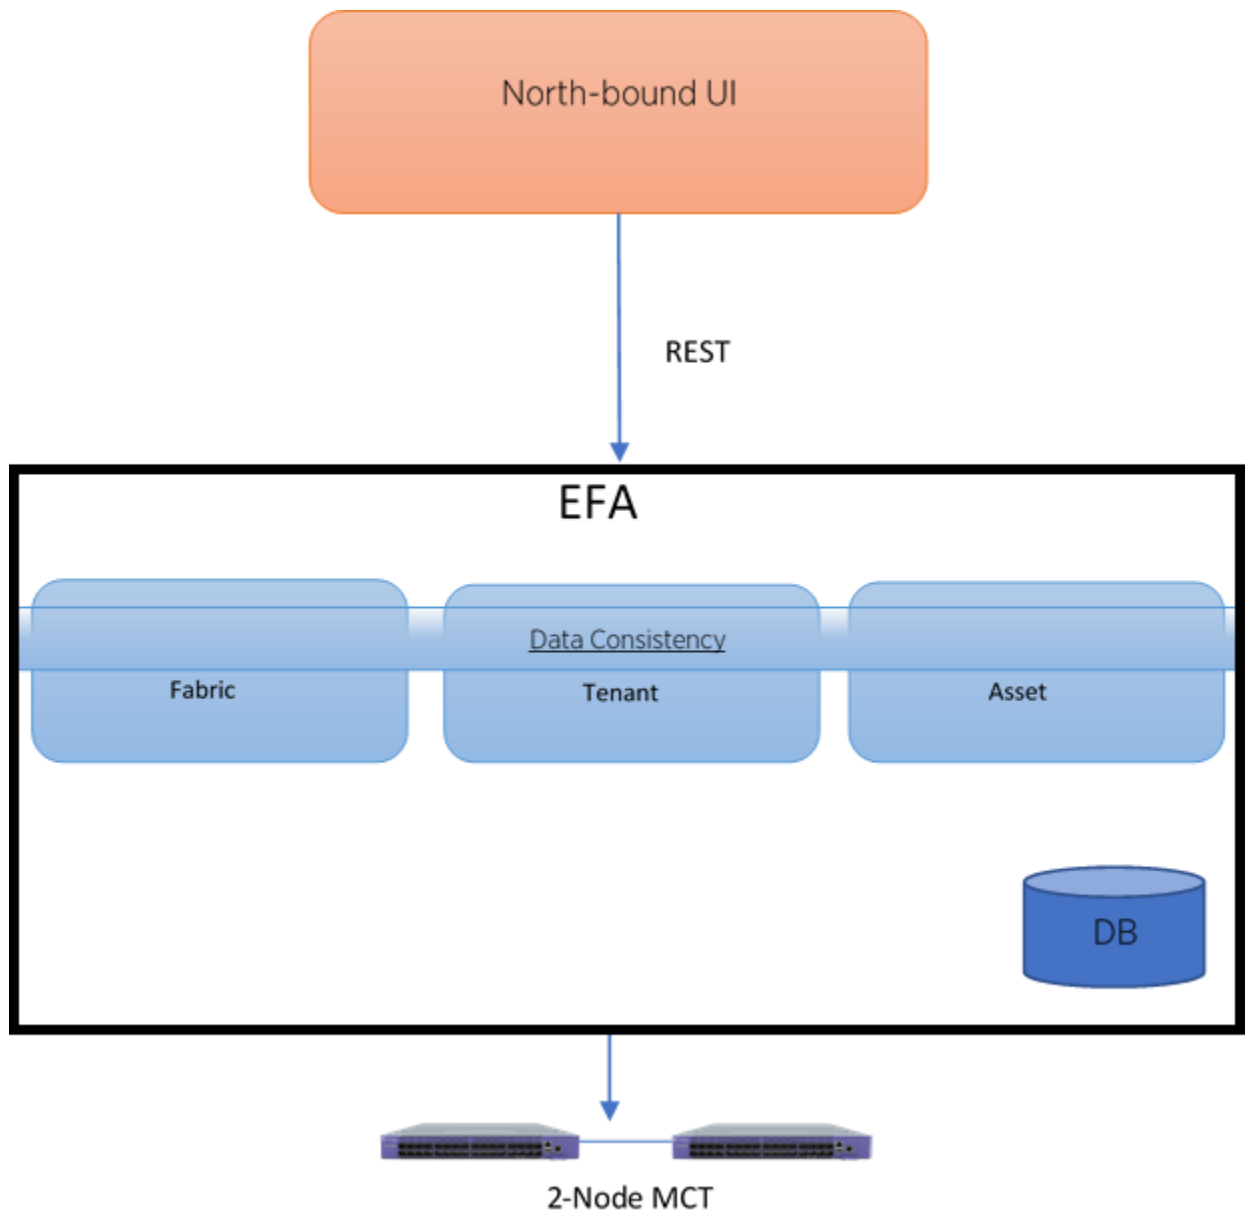 North-bound UI
REST
EFA
Data Consistency
Fabric
Tenant
Asset
DB
2-Node MCT